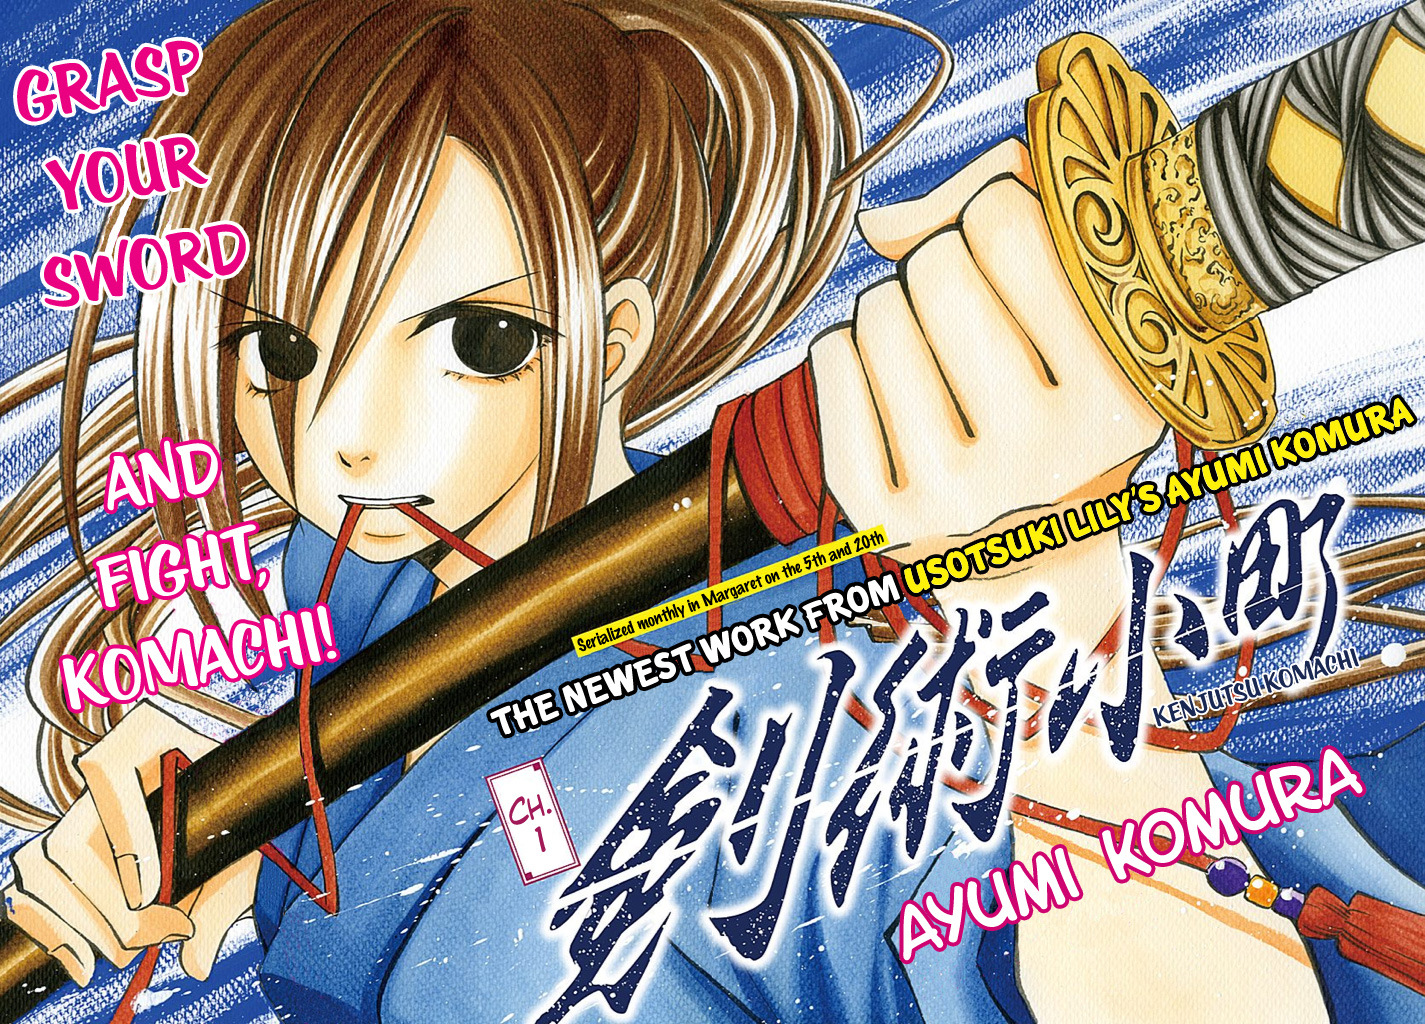 GRASP
YOUR
SWORD
AND
FIGHT,
KOMACHI!
Serialized monthly in Margaret on the 5th and 20th
THE NEWEST WORK FROM USOTSUKI LILY'S AYUMI KOMURA
剣術小町
KENJUTSU KOMACHI
CH.
1
AYUMI KOMURA